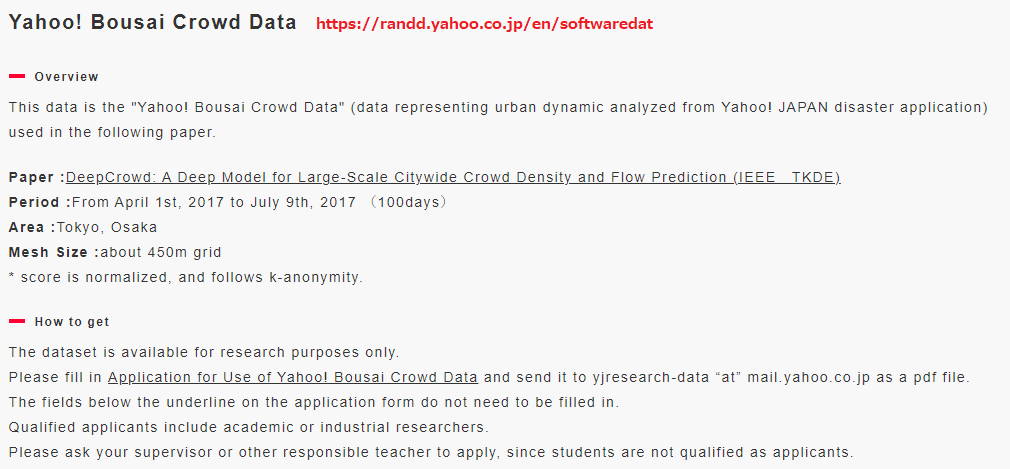 Yahoo! Bousai Crowd Data https://randd.yahoo.co.jp/en/softwaredat
Overview
This data is the "Yahoo! Bousai Crowd Data" (data representing urban dynamic analyzed from Yahoo! JAPAN disaster application)
used in the following paper.
Paper :DeepCrowd: A Deep Model for Large-Scale Citywide Crowd Density and Flow Prediction (IEEE TKDE)
Period :From April 1st, 2017 to July 9th, 2017 （100days）
Area :Tokyo, Osaka
Mesh Size :about 450m grid
* score is normalized, and follows k-anonymity.
How to get
The dataset is available for research purposes only.
Please fill in Application for Use of Yahoo! Bousai Crowd Data and send it to yjresearch-data “at” mail.yahoo.co.jp as a pdf file.
The fields below the underline on the application form do not need to be filled in.
Qualified applicants include academic or industrial researchers.
Please ask your supervisor or other responsible teacher to apply, since students are not qualified as applicants.